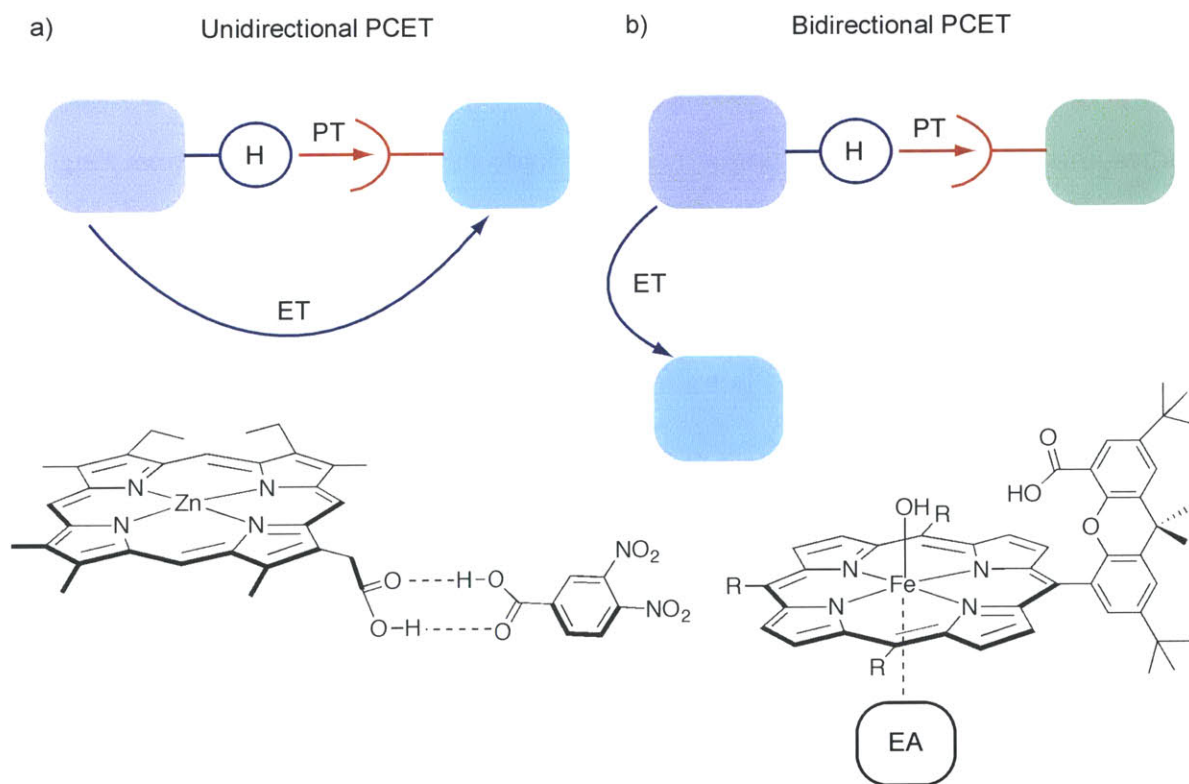 a) Unidirectional PCET
b) Bidirectional PCET
H
PT
ET
H
PT
ET
Zn
N
N
N
N
O
H
O
O
H
O
NO2
NO2
OH
R
R
R
Fe
N
N
N
N
O
HO
O
EA